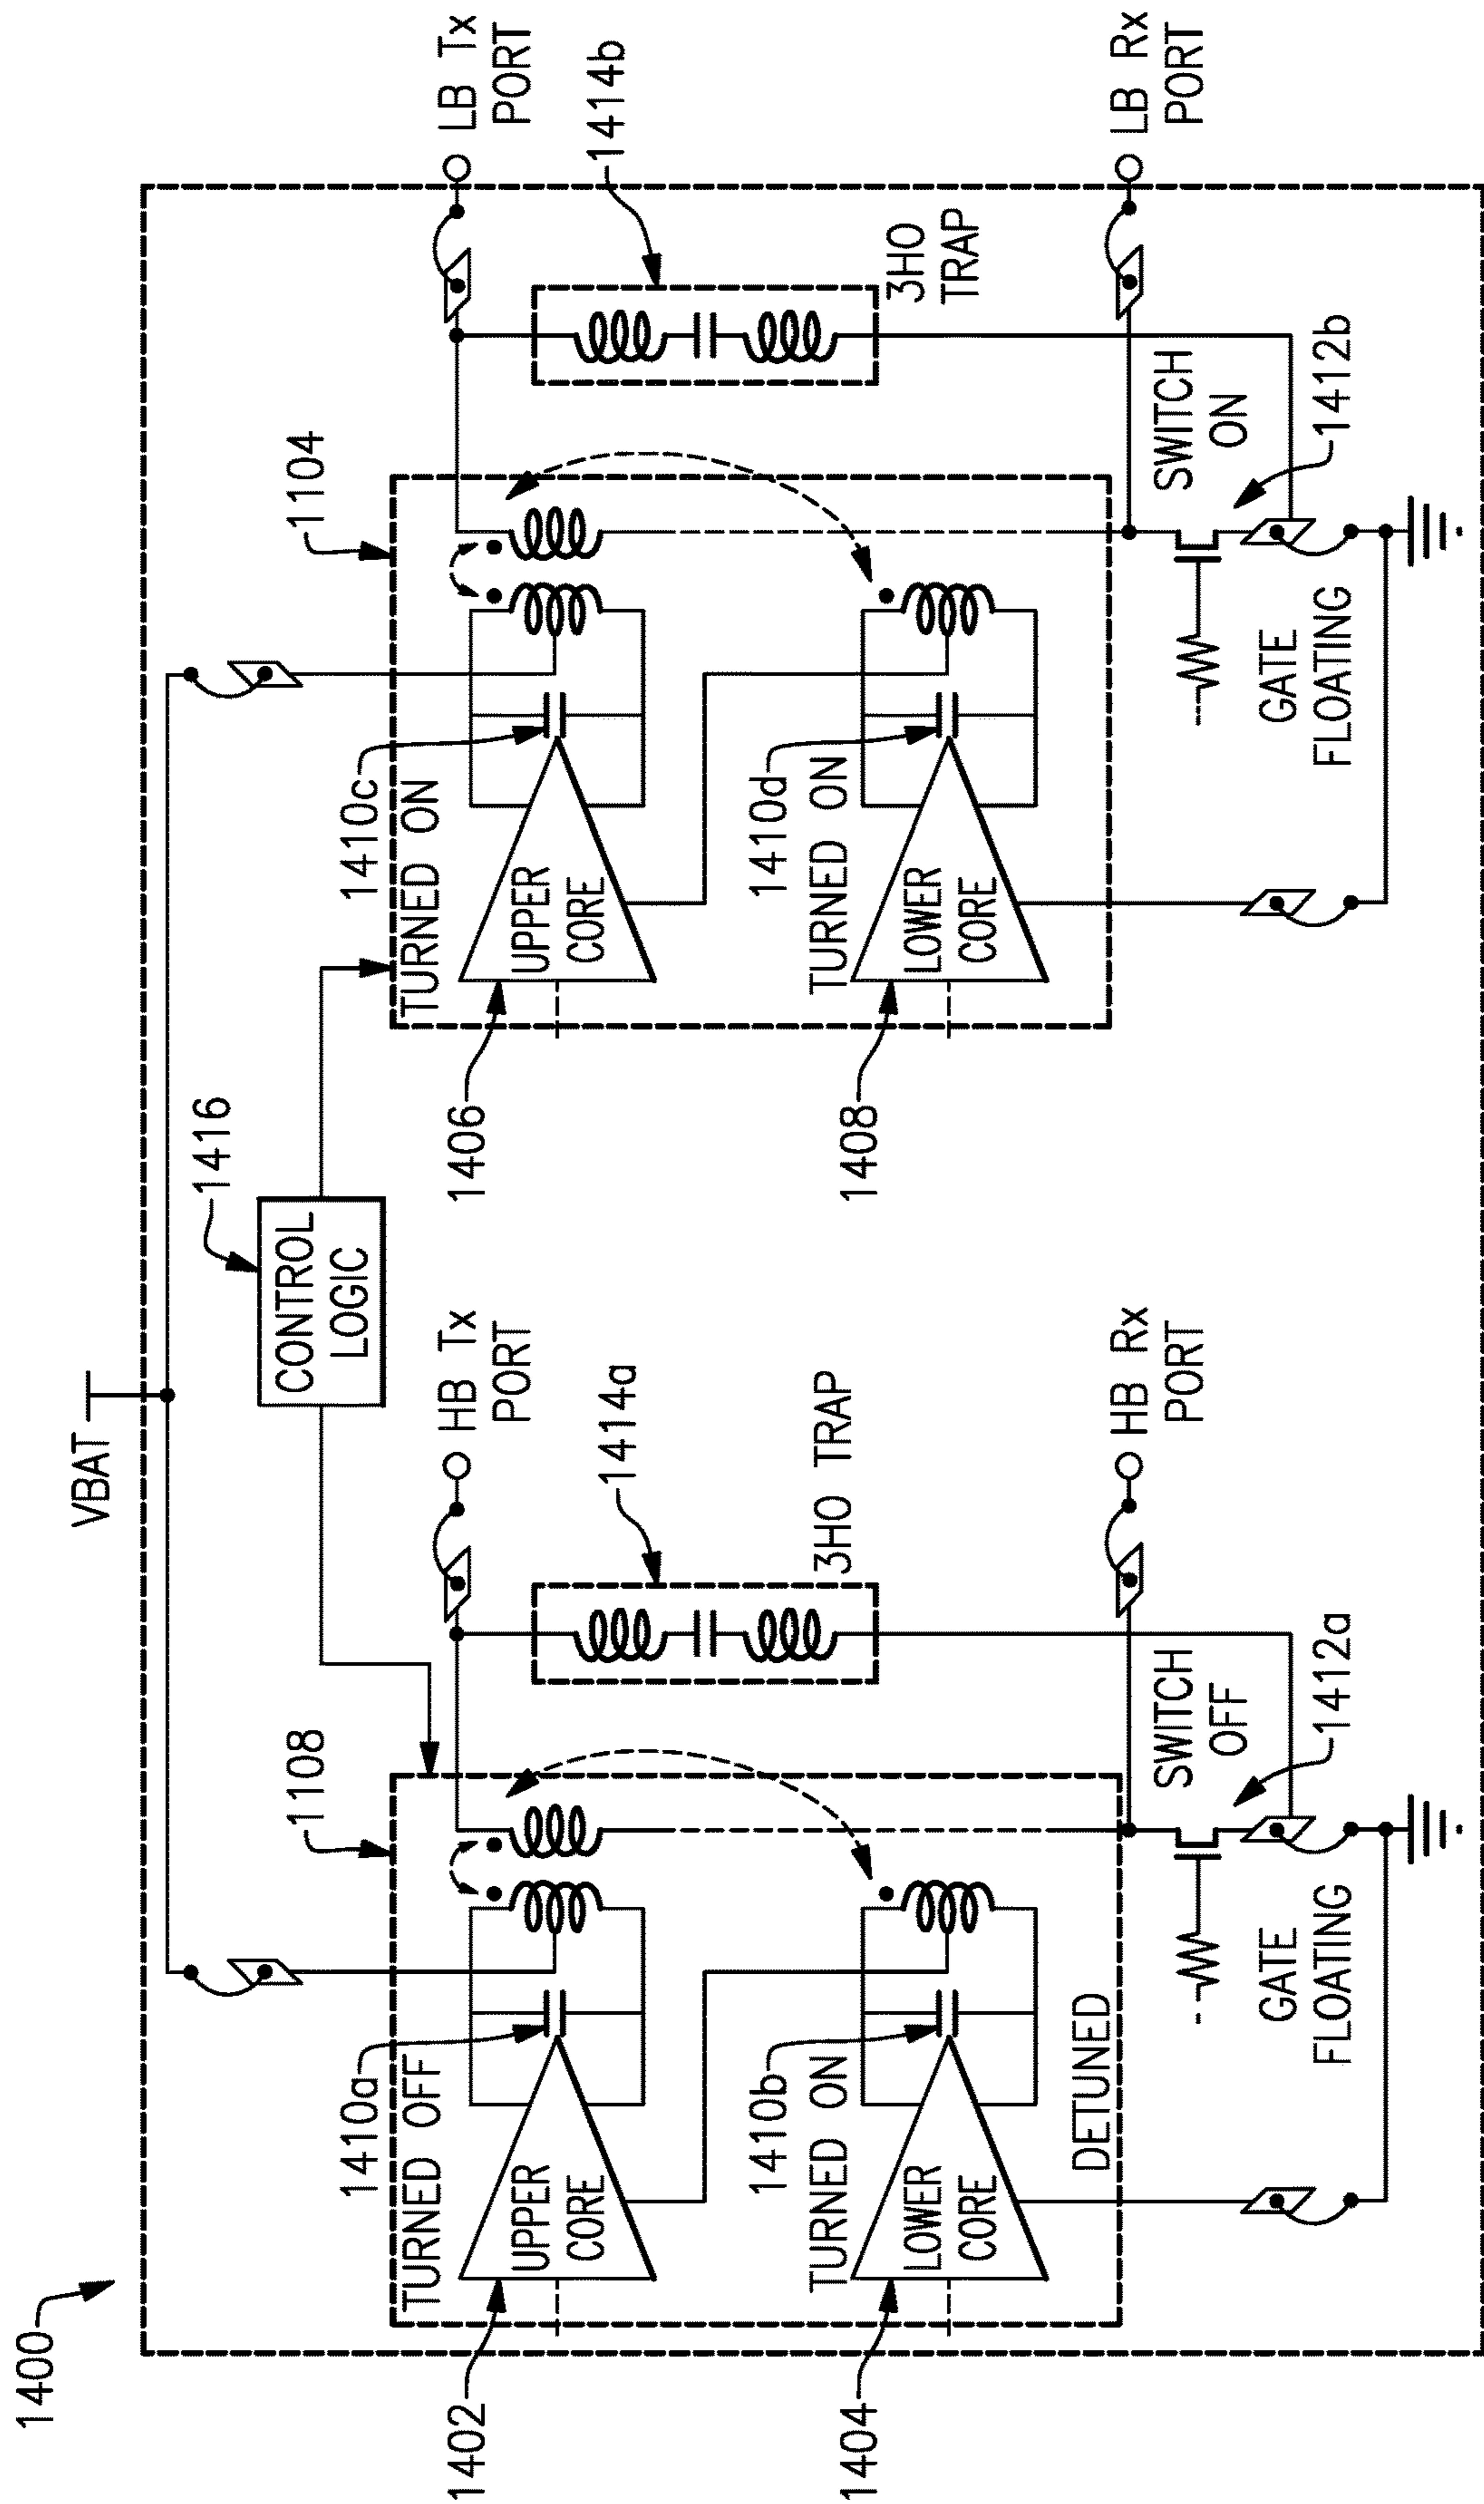 1400
VBAT
1416
CONTROL
LOGIC
1108
HB Tx
PORT
1104
LB Tx
PORT
1410a
TURNED OFF
1402
UPPER
CORE
1414a
3HO TRAP
1410b
TURNED ON
1404
LOWER
CORE
DETUNED
HB Rx
PORT
SWITCH
OFF
1412a
GATE
FLOATING
1410c
TURNED ON
1406
UPPER
CORE
1414b
3HO
TRAP
1410d
TURNED ON
1408
LOWER
CORE
LB Rx
PORT
SWITCH
ON
1412b
GATE
FLOATING